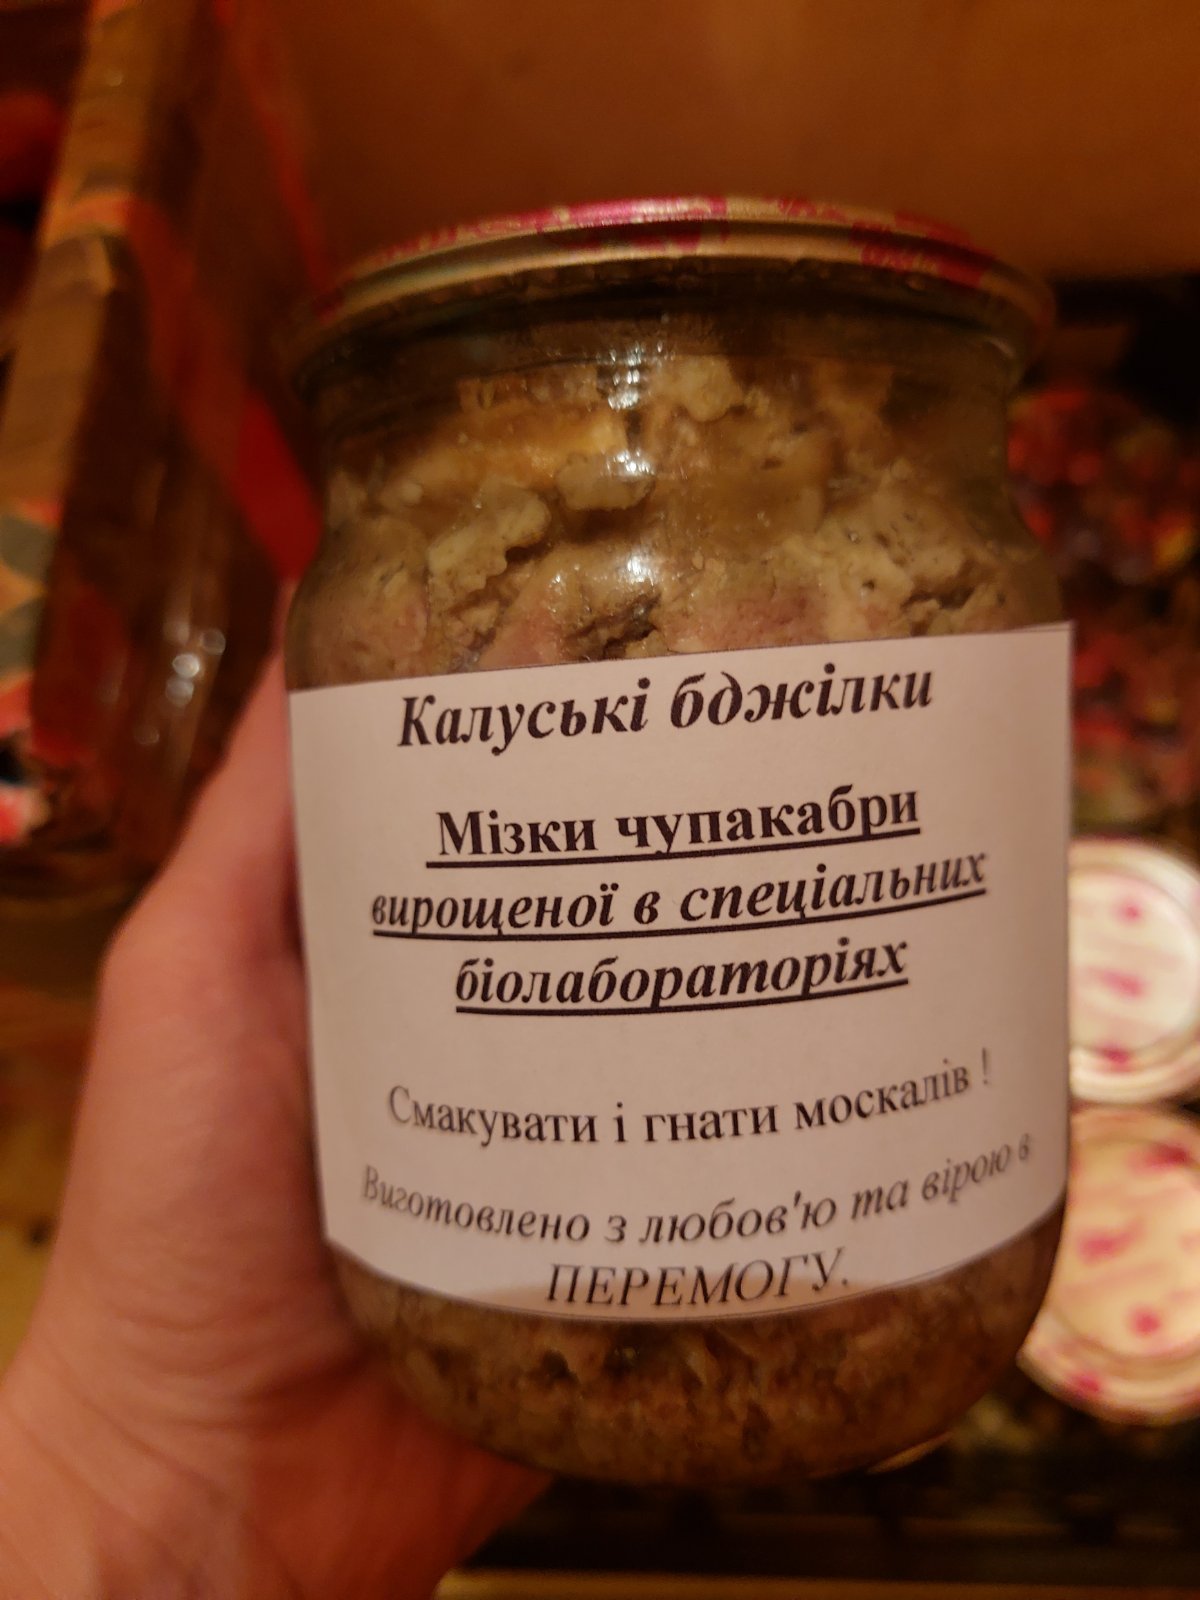 Калуські бджілки
Мізки чупакабри
вирощеної в спеціальних
біолабораторіях
Смакувати і гнати москалів !
Виготовлено з любов'ю та вірою в
ПЕРЕМОГУ.